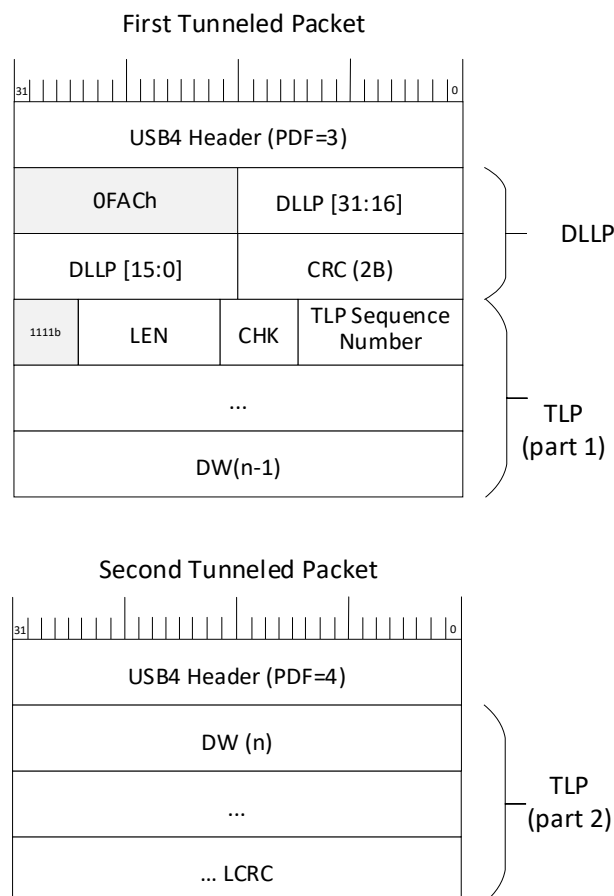 First Tunneled Packet
31 0
USB4 Header (PDF=3)
0FACh DLLP [31:16]
DLLP
DLLP [15:0] CRC (2B)
1111b LEN CHK TLP Sequence
Number
...
TLP
(part 1)
DW(n-1)
Second Tunneled Packet
31 0
USB4 Header (PDF=4)
DW (n)
...
TLP
(part 2)
... LCRC